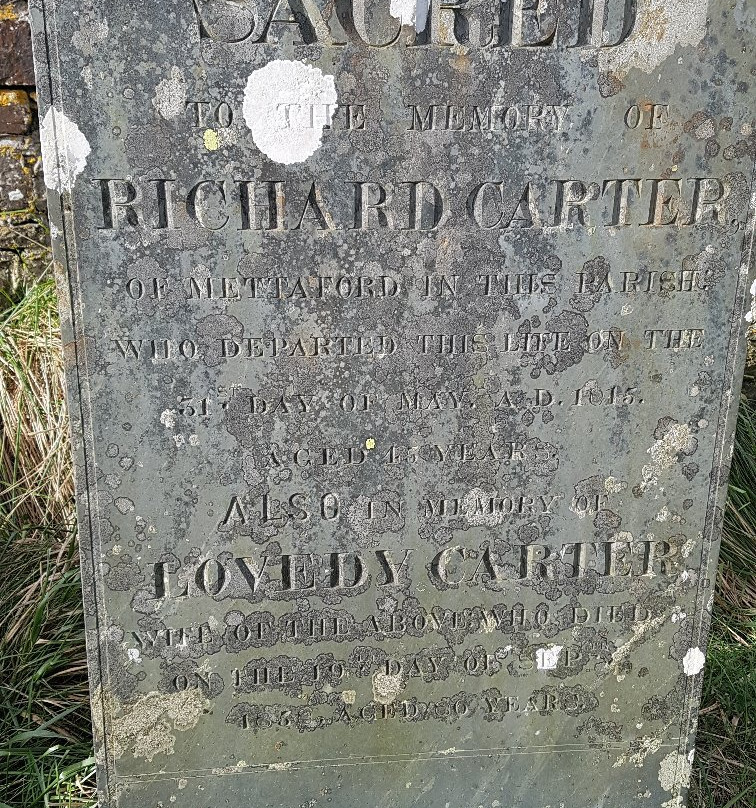 SACRED
TO THE MEMORY OF
RICHARD CARTER,
OF METTAFORD IN THIS PARISH.
WHO DEPARTED THIS LIFE ON THE
31st DAY OF MAY. A.D.
AGED YEARS.
ALSO IN MEMORY OF
LOVEDY CARTER
WIFE OF THE ABOVE WHO DIED
ON THE DAY OF SEP
AGED YEARS.